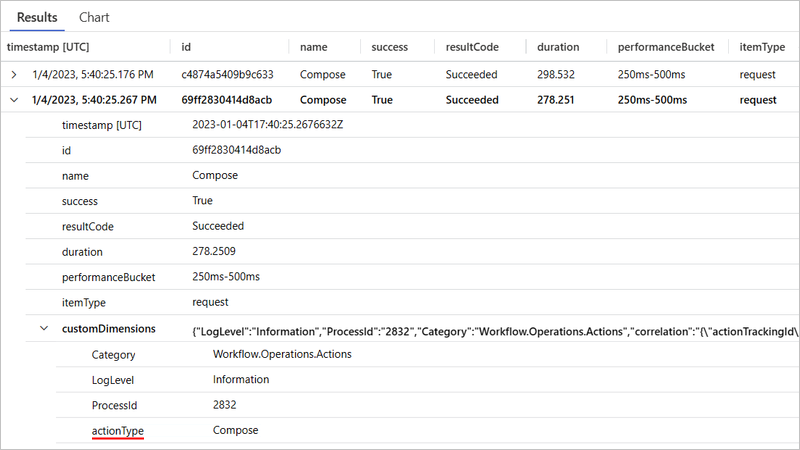 Results Chart
timestamp [UTC] id name success resultCode duration performanceBucket itemType
1/4/2023, 5:40:25.176 PM c4874a5409b9c633 Compose True Succeeded 298.532 250ms-500ms request
1/4/2023, 5:40:25.267 PM 69ff2830414d8acb Compose True Succeeded 278.251 250ms-500ms request
timestamp [UTC] 2023-01-04T17:40:25.2676632Z
id 69ff2830414d8acb
name Compose
success True
resultCode Succeeded
duration 278.2509
performanceBucket 250ms-500ms
itemType request
customDimensions {"LogLevel":"Information","ProcessId":"2832","Category":"Workflow.Operations.Actions","correlation":"{\"actionTrackingId\
Category Workflow.Operations.Actions
LogLevel Information
ProcessId 2832
actionType Compose